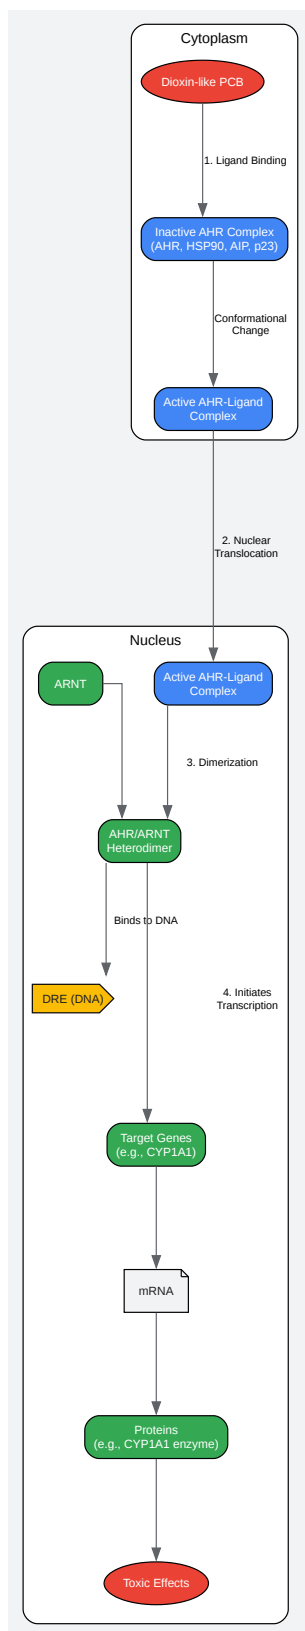 Cytoplasm
Dioxin-like PCB
1. Ligand Binding
Inactive AHR Complex
(AHR, HSP90, AIP, p23)
Conformational
Change
Active AHR-Ligand
Complex
2. Nuclear
Translocation
Nucleus
ARNT
Active AHR-Ligand
Complex
3. Dimerization
AHR/ARNT
Heterodimer
Binds to DNA
DRE (DNA)
4. Initiates
Transcription
Target Genes
(e.g., CYP1A1)
mRNA
Proteins
(e.g., CYP1A1 enzyme)
Toxic Effects